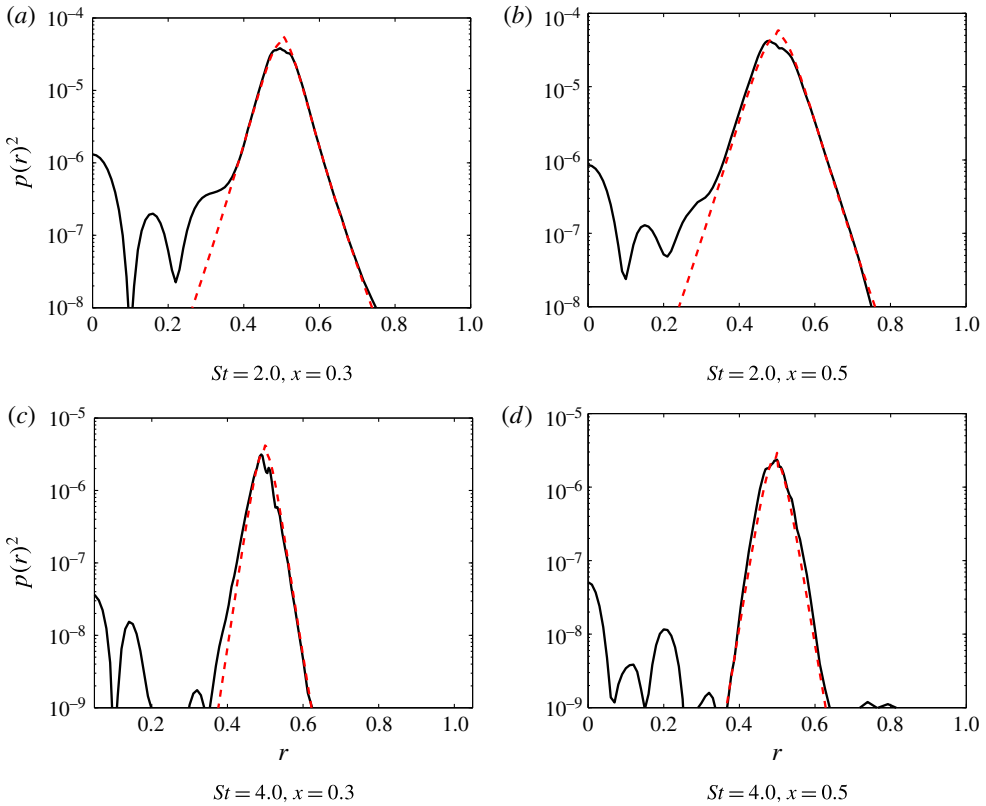 (a) (b)
10⁻⁴ 10⁻⁴
10⁻⁵ 10⁻⁵
p(r)² 10⁻⁶ 10⁻⁶
10⁻⁷ 10⁻⁷
10⁻⁸ 10⁻⁸
0 0.2 0.4 0.6 0.8 1.0 0 0.2 0.4 0.6 0.8 1.0
St = 2.0, x = 0.3 St = 2.0, x = 0.5
(c) (d)
10⁻⁵ 10⁻⁵
10⁻⁶ 10⁻⁶
p(r)² 10⁻⁷ 10⁻⁷
10⁻⁸ 10⁻⁸
10⁻⁹ 10⁻⁹
0.2 0.4 0.6 0.8 1.0 0 0.2 0.4 0.6 0.8 1.0
r r
St = 4.0, x = 0.3 St = 4.0, x = 0.5